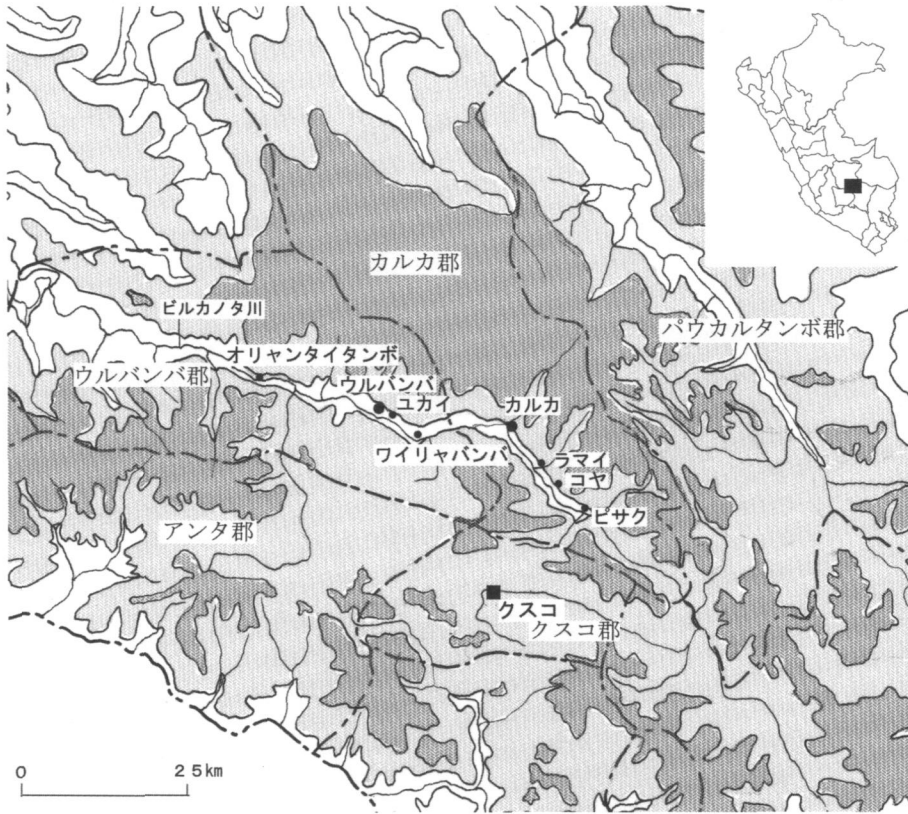 カルカ郡
ビルカノタ川
パウカルタンボ郡
オリャンタイタンボ
ウルバンバ郡
ウルバンバ
ユカイ
カルカ
ワイリャバンバ
ラマイ
コヤ
ピサク
アンタ郡
クスコ
クスコ郡
0 25km